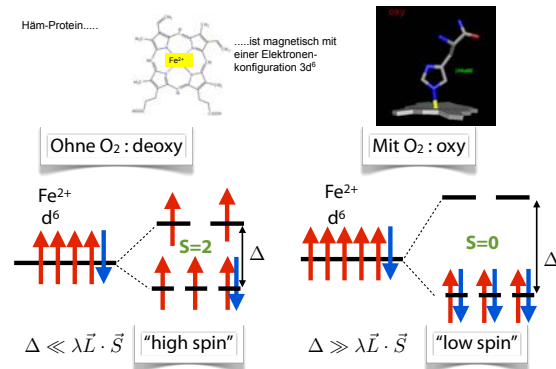 Häm-Protein.....
Fe²⁺
.....ist magnetisch mit
einer Elektronen-
konfiguration 3d⁶
oxy
Ohne O₂ : deoxy
Mit O₂ : oxy
Fe²⁺
d⁶
S=2
Δ
Δ ≪ λL⃗ · S⃗
"high spin"
Fe²⁺
d⁶
S=0
Δ
Δ ≫ λL⃗ · S⃗
"low spin"